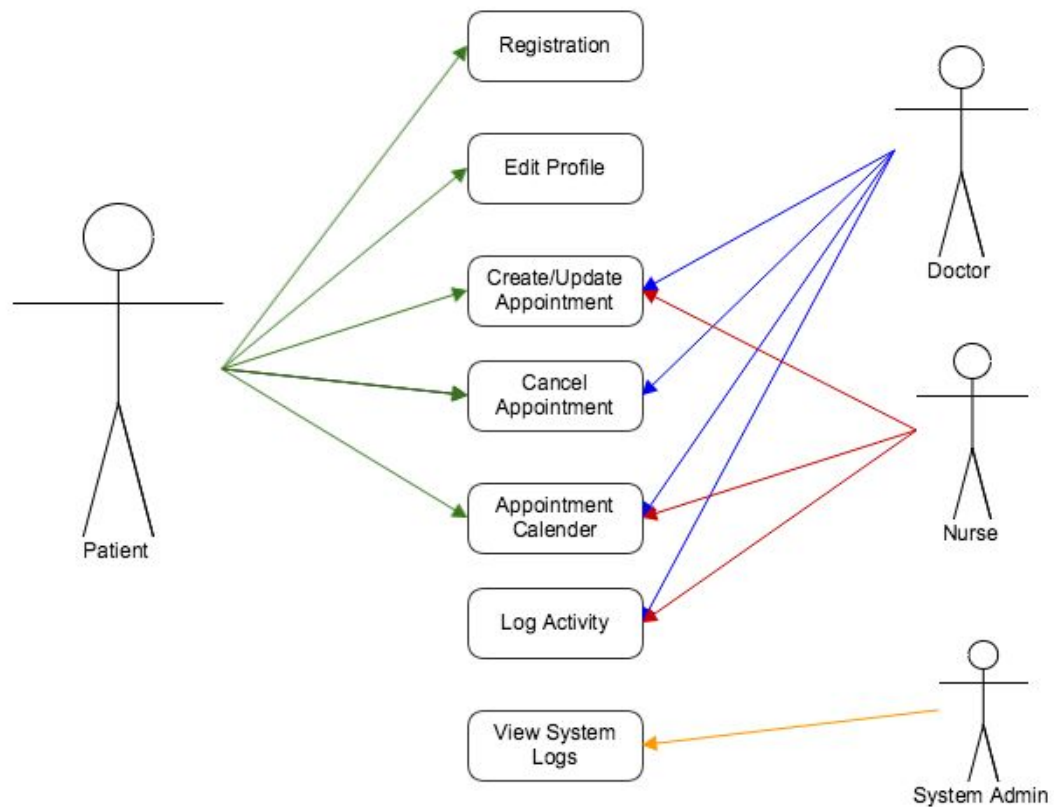 Registration
Edit Profile
Create/Update
Appointment
Cancel
Appointment
Appointment
Calender
Log Activity
View System
Logs
Patient
Doctor
Nurse
System Admin